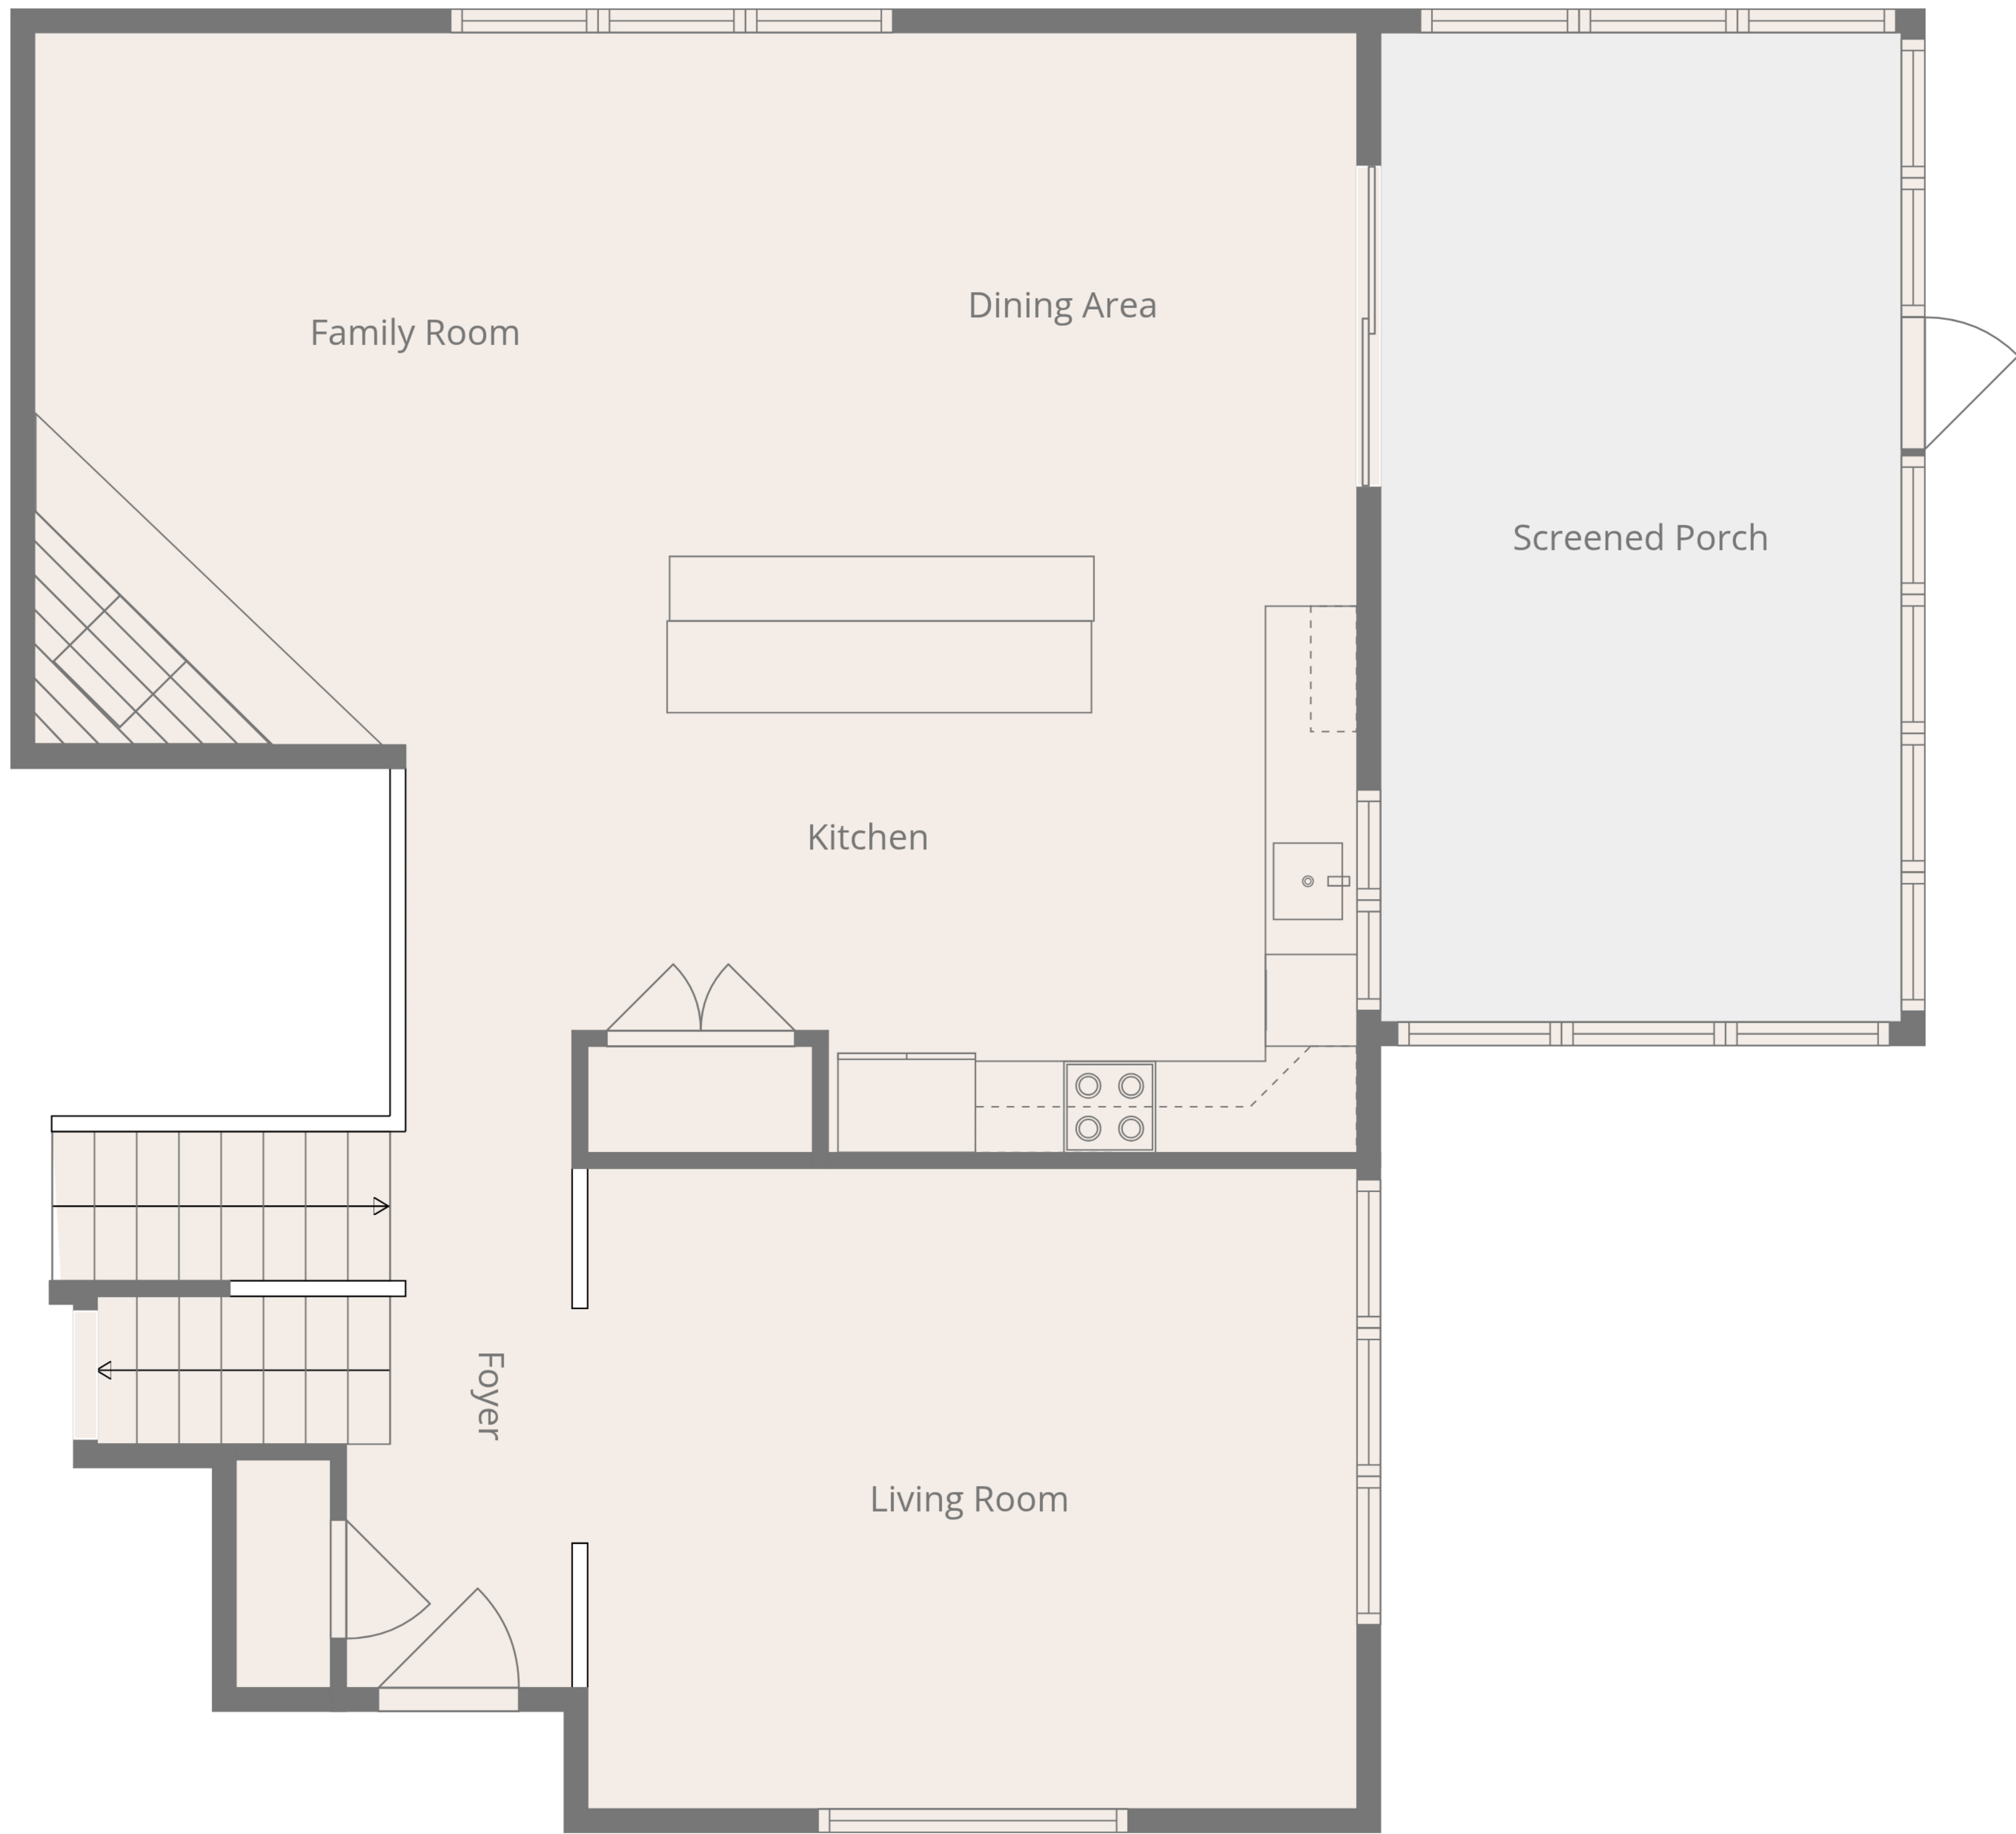 Dining Area
Family Room
Screened Porch
Kitchen
Foyer
Living Room